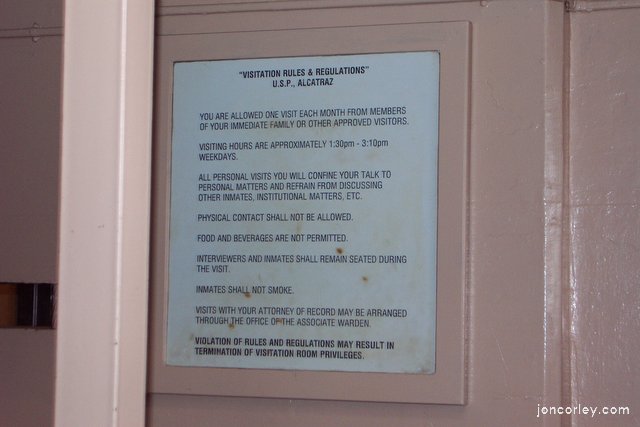 "VISITATION RULES & REGULATIONS"
U.S.P., ALCATRAZ
YOU ARE ALLOWED ONE VISIT EACH MONTH FROM MEMBERS
OF YOUR IMMEDIATE FAMILY OR OTHER APPROVED VISITORS.
VISITING HOURS ARE APPROXIMATELY 1:30pm - 3:10pm
WEEKDAYS.
ALL PERSONAL VISITS YOU WILL CONFINE YOUR TALK TO
PERSONAL MATTERS AND REFRAIN FROM DISCUSSING
OTHER INMATES, INSTITUTIONAL MATTERS, ETC.
PHYSICAL CONTACT SHALL NOT BE ALLOWED.
FOOD AND BEVERAGES ARE NOT PERMITTED.
INTERVIEWERS AND INMATES SHALL REMAIN SEATED DURING
THE VISIT.
INMATES SHALL NOT SMOKE.
VISITS WITH YOUR ATTORNEY OF RECORD MAY BE ARRANGED
THROUGH THE OFFICE OF THE ASSOCIATE WARDEN.
VIOLATION OF RULES AND REGULATIONS MAY RESULT IN
TERMINATION OF VISITATION ROOM PRIVILEGES.
joncorley.com